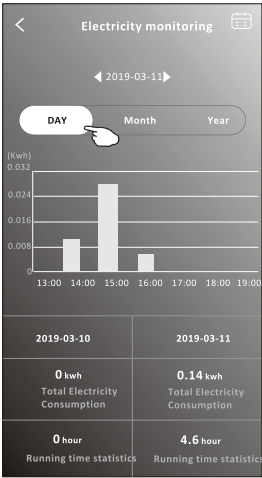 Electricity monitoring
2019-03-11
DAY Month Year
(Kwh)
0.032
0.024
0.016
0.008
0
13:00 14:00 15:00 16:00 17:00 18:00 19:00
2019-03-10 2019-03-11
0 kwh 0.14 kwh
Total Electricity Total Electricity
Consumption Consumption
0 hour 4.6 hour
Running time statistics Running time statistics